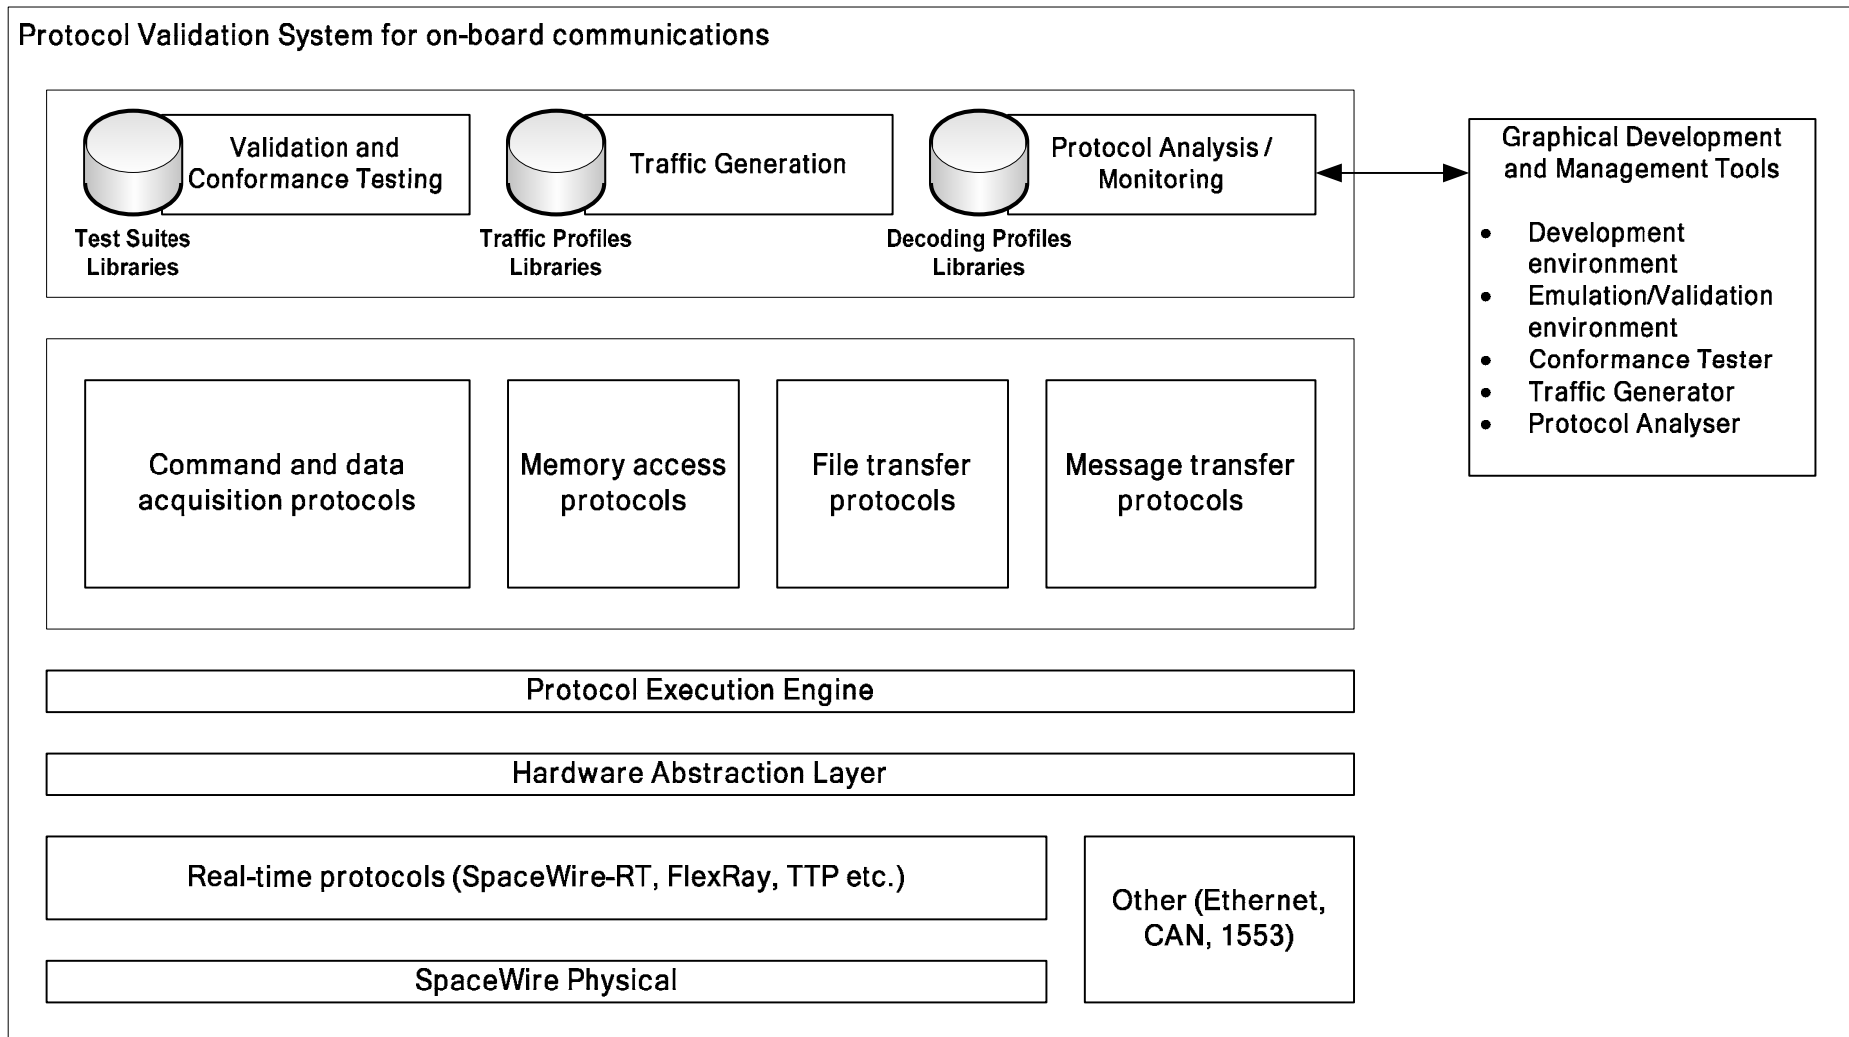 Protocol Validation System for on-board communications
Validation and
Conformance Testing
Test Suites
Libraries
Traffic Generation
Traffic Profiles
Libraries
Protocol Analysis /
Monitoring
Decoding Profiles
Libraries
Graphical Development
and Management Tools
• Development
environment
• Emulation/Validation
environment
• Conformance Tester
• Traffic Generator
• Protocol Analyser
Command and data
acquisition protocols
Memory access
protocols
File transfer
protocols
Message transfer
protocols
Protocol Execution Engine
Hardware Abstraction Layer
Real-time protocols (SpaceWire-RT, FlexRay, TTP etc.)
Other (Ethernet,
CAN, 1553)
SpaceWire Physical